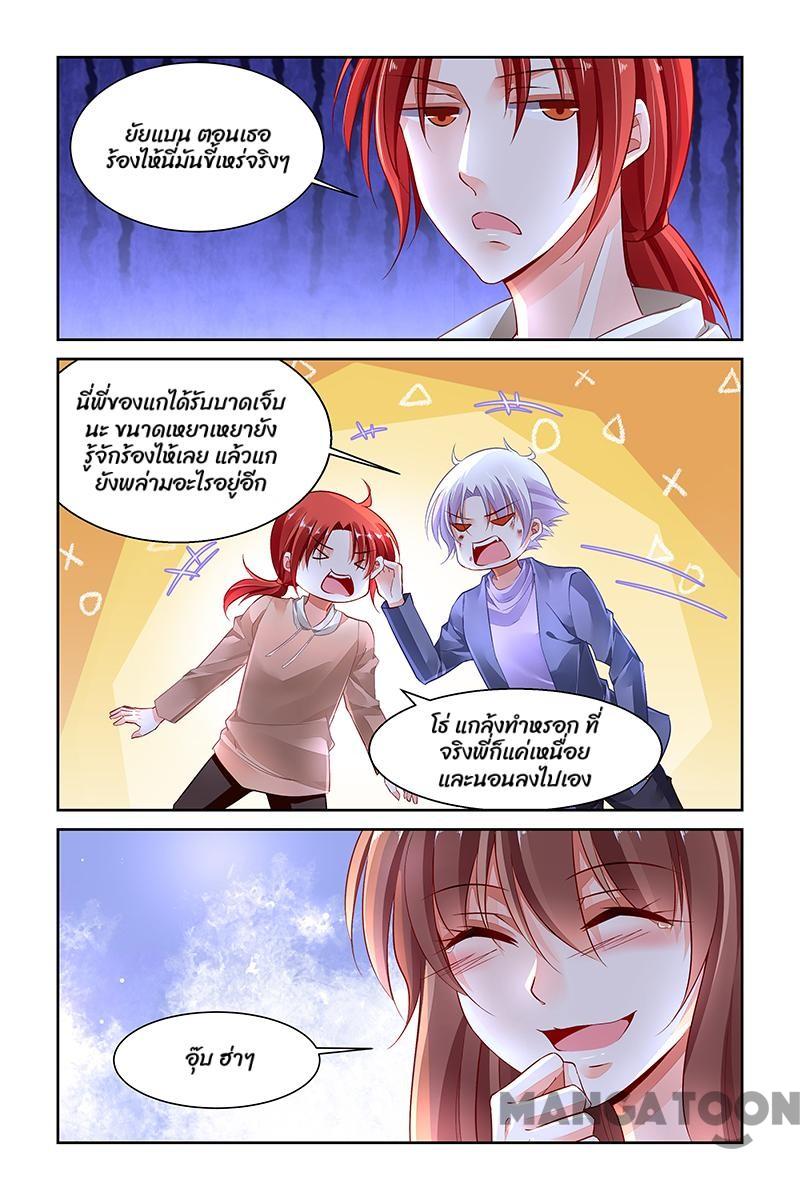 ยัยแบน ตอนเธอ
ร้องไห้นี่มันขี้เหร่จริงๆ
นี่พี่ของแกได้รับบาดเจ็บ
นะ ขนาดเหยาเหยายัง
รู้จักร้องไห้เลย แล้วแก
ยังพล่ามอะไรอยู่อีก
โธ่ แกล้งทำหรอก ที่
จริงพี่ก็แค่เหนื่อย
และนอนลงไปเอง
อุ๊บ ฮ่าๆ
MANGATOON